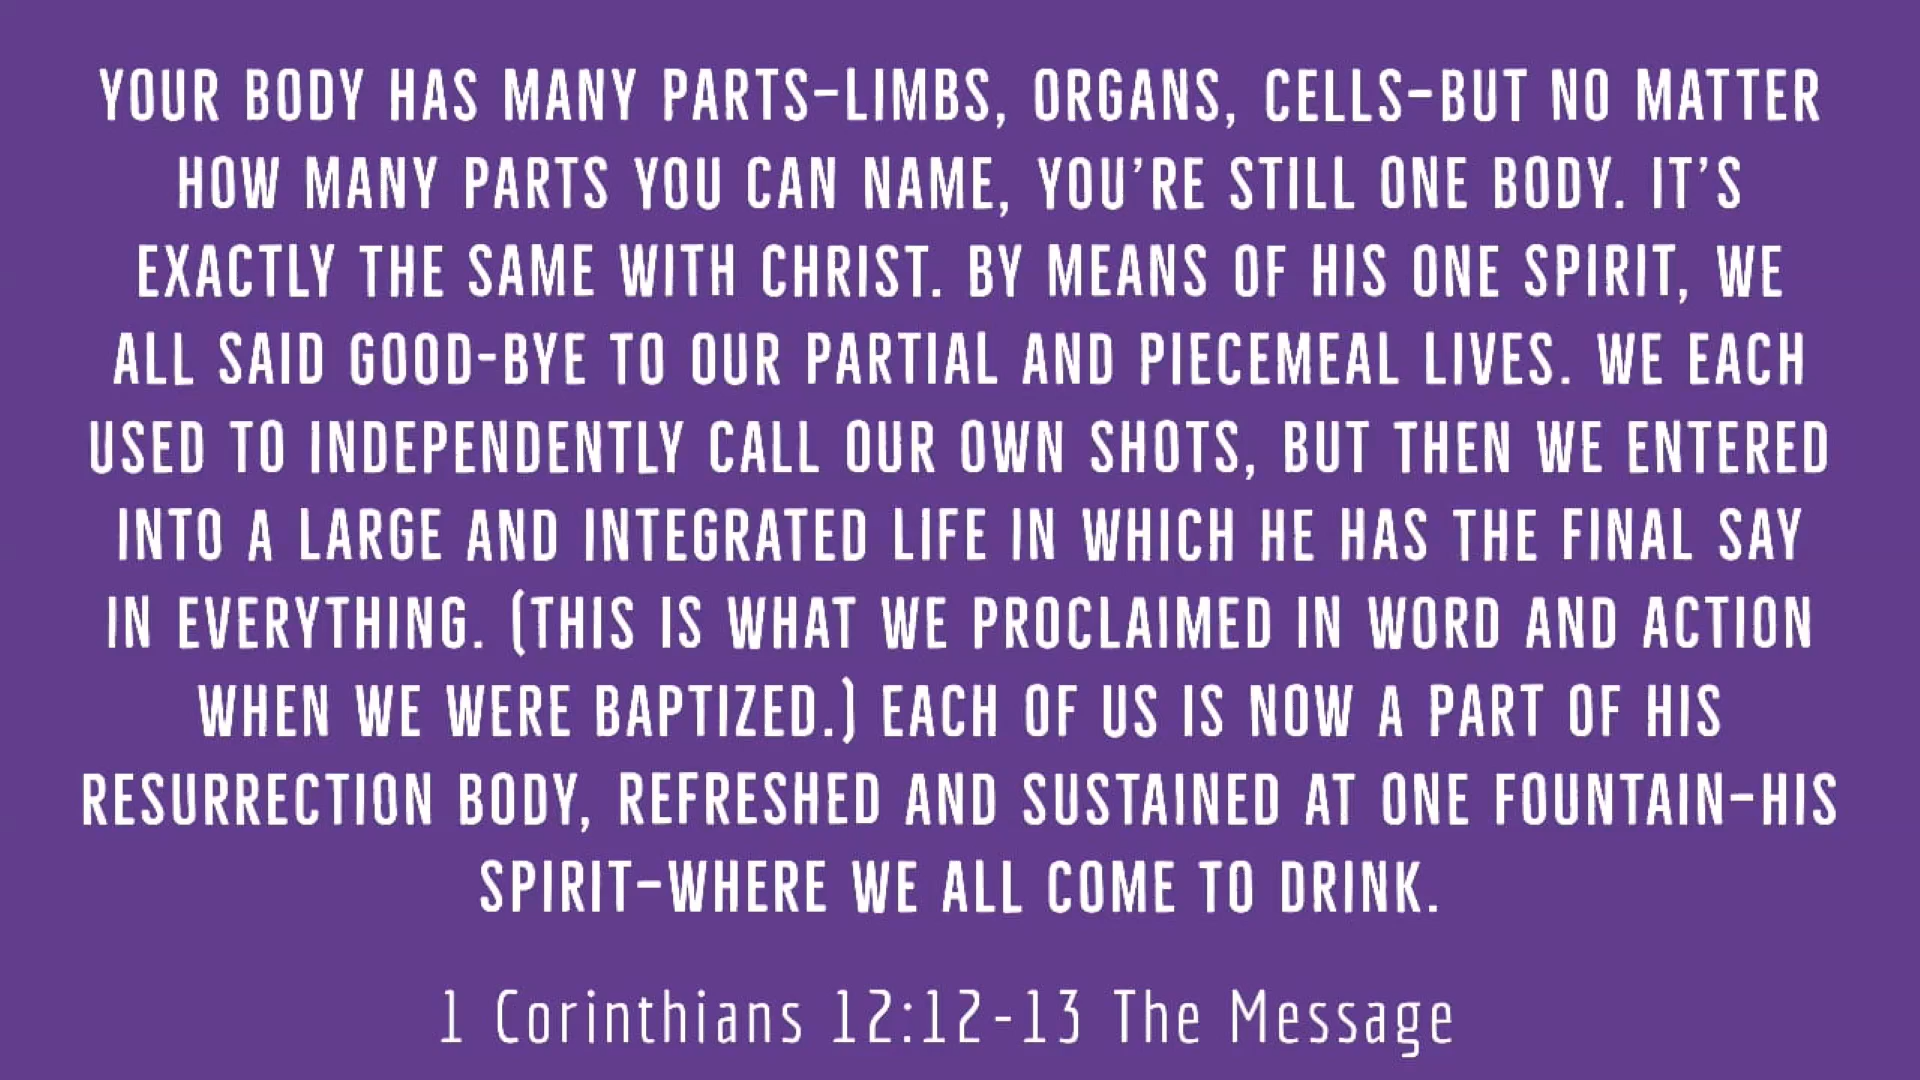 YOUR BODY HAS MANY PARTS–LIMBS, ORGANS, CELLS–BUT NO MATTER
HOW MANY PARTS YOU CAN NAME, YOU’RE STILL ONE BODY. IT’S
EXACTLY THE SAME WITH CHRIST. BY MEANS OF HIS ONE SPIRIT, WE
ALL SAID GOOD-BYE TO OUR PARTIAL AND PIECEMEAL LIVES. WE EACH
USED TO INDEPENDENTLY CALL OUR OWN SHOTS, BUT THEN WE ENTERED
INTO A LARGE AND INTEGRATED LIFE IN WHICH HE HAS THE FINAL SAY
IN EVERYTHING. (THIS IS WHAT WE PROCLAIMED IN WORD AND ACTION
WHEN WE WERE BAPTIZED.) EACH OF US IS NOW A PART OF HIS
RESURRECTION BODY, REFRESHED AND SUSTAINED AT ONE FOUNTAIN–HIS
SPIRIT–WHERE WE ALL COME TO DRINK.
1 Corinthians 12:12-13 The Message